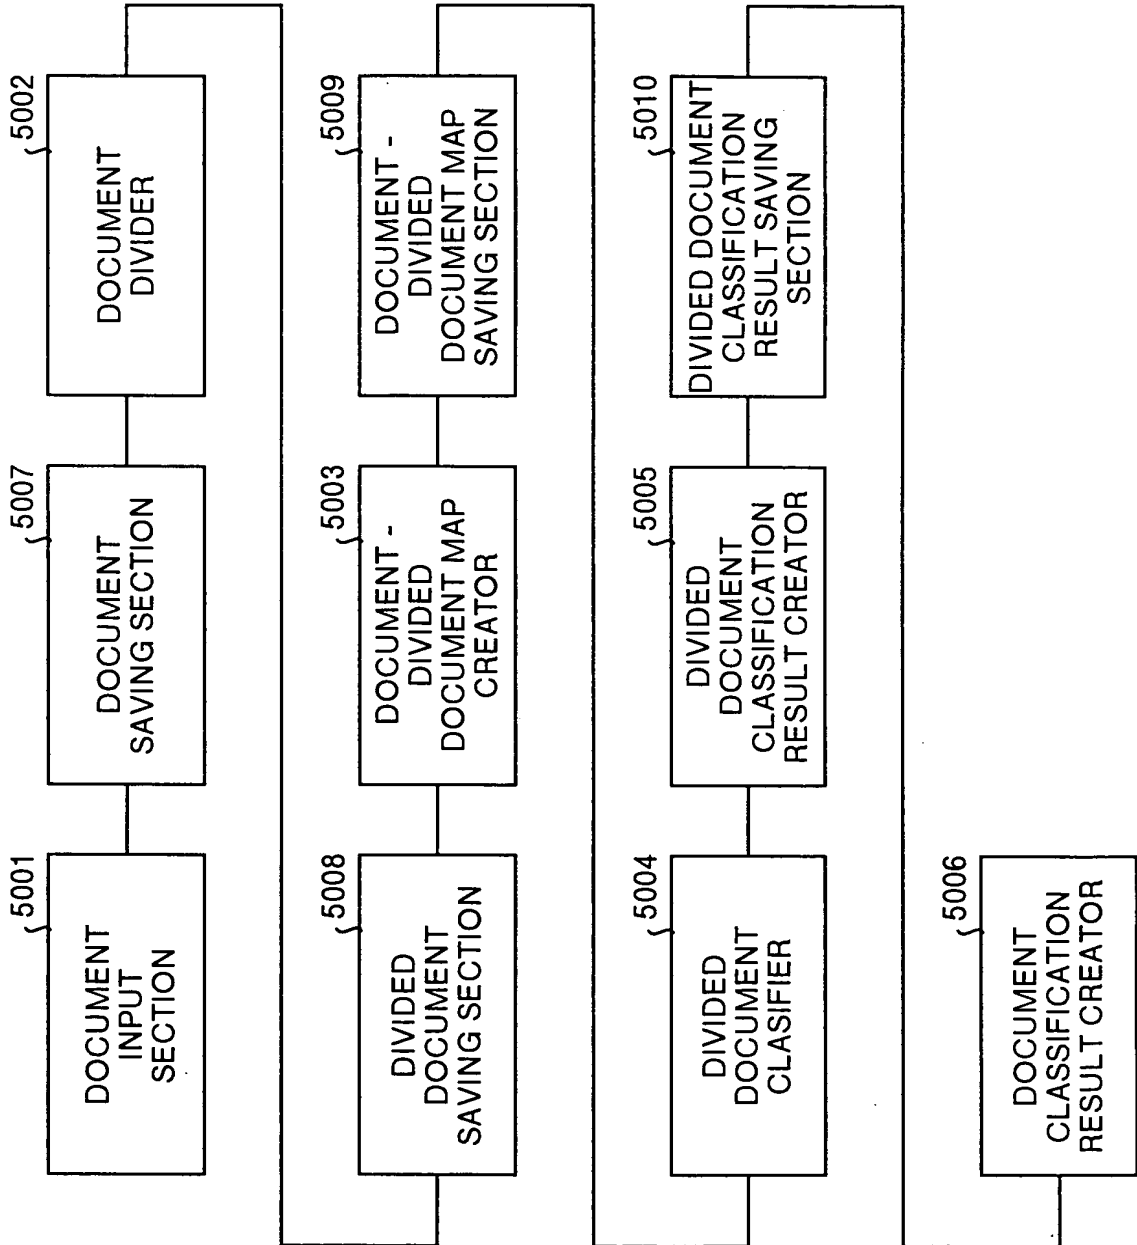 5001
DOCUMENT
INPUT
SECTION
5007
DOCUMENT
SAVING SECTION
5002
DOCUMENT
DIVIDER
5008
DIVIDED
DOCUMENT
SAVING SECTION
5003
DOCUMENT -
DIVIDED
DOCUMENT MAP
CREATOR
5009
DOCUMENT -
DIVIDED
DOCUMENT MAP
SAVING SECTION
5004
DIVIDED
DOCUMENT
CLASIFIER
5005
DIVIDED
DOCUMENT
CLASSIFICATION
RESULT CREATOR
5010
DIVIDED DOCUMENT
CLASSIFICATION
RESULT SAVING
SECTION
5006
DOCUMENT
CLASSIFICATION
RESULT CREATOR